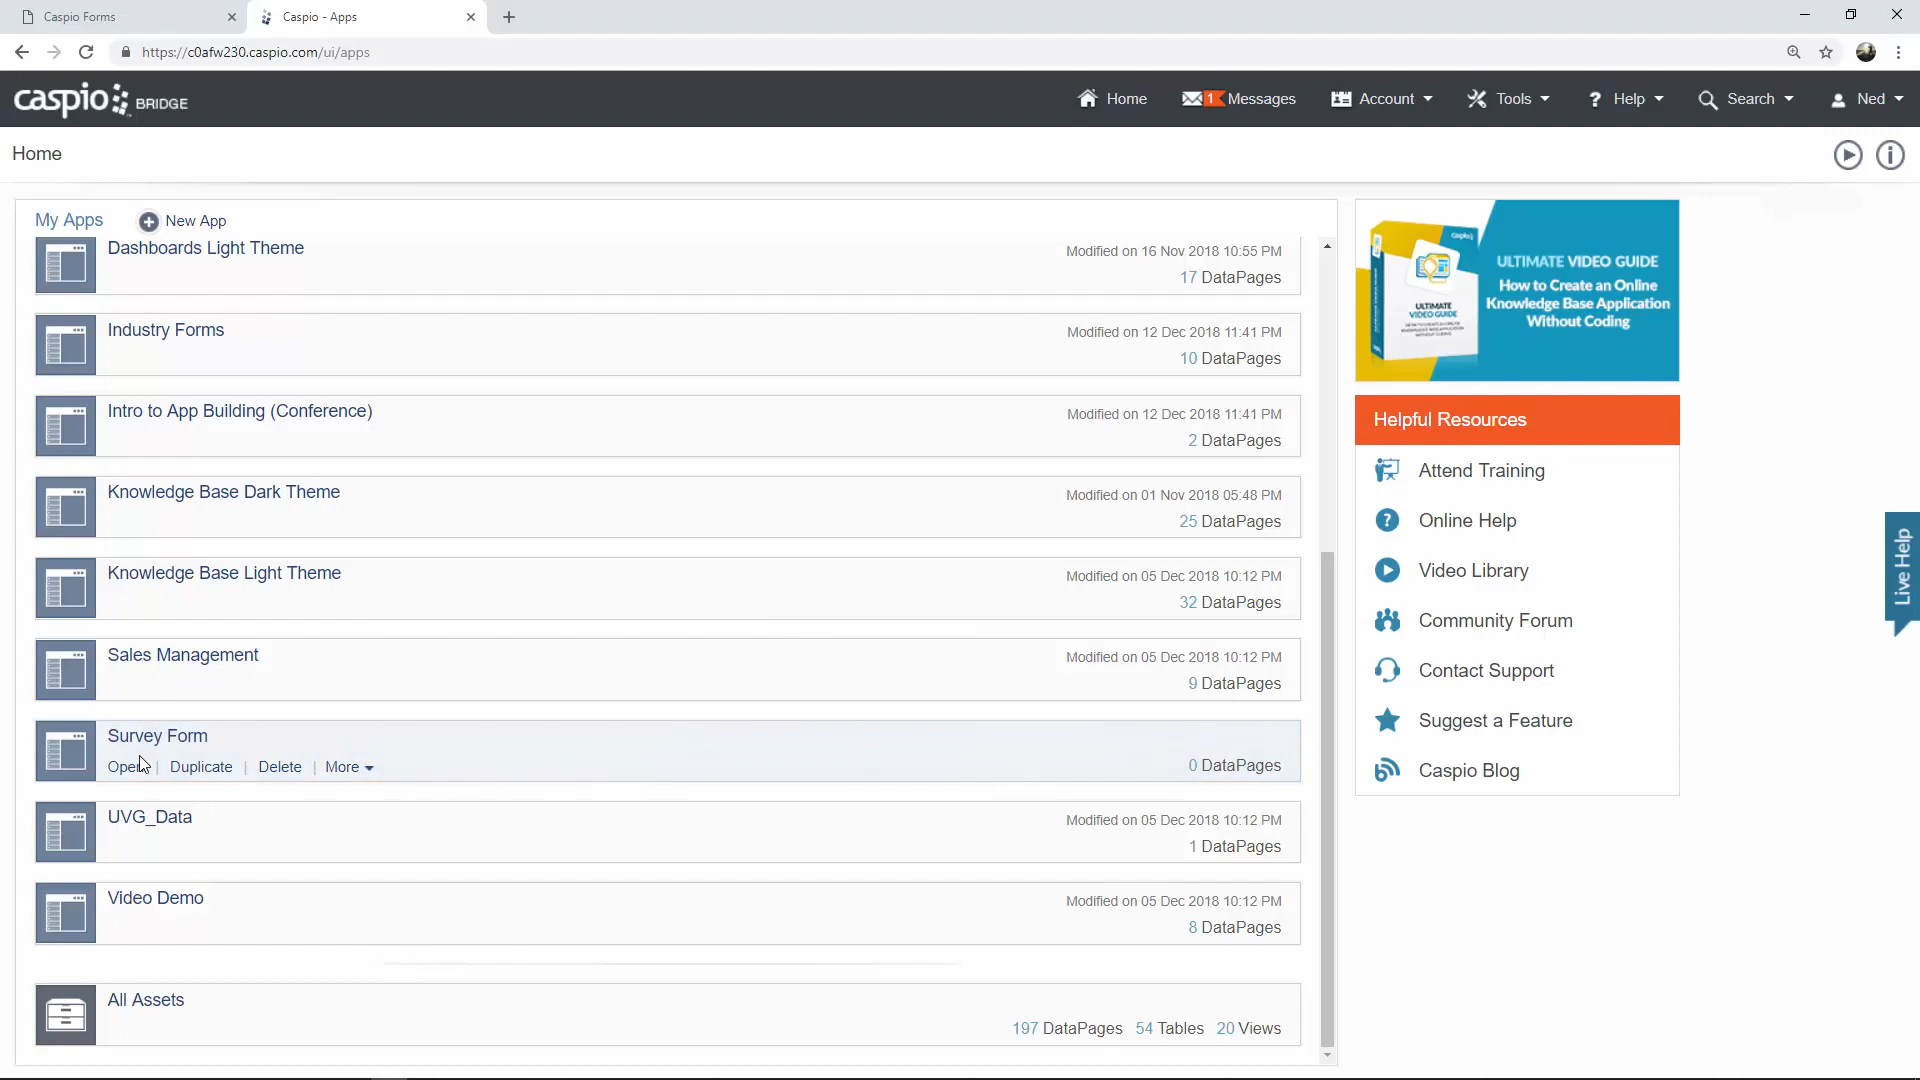 Caspio Forms
Caspio - Apps
https://c0afw230.caspio.com/ui/apps
caspio BRIDGE
Home
1 Messages
Account
Tools
Help
Search
Ned
Home
My Apps
New App
Dashboards Light Theme
Modified on 16 Nov 2018 10:55 PM
17 DataPages
Industry Forms
Modified on 12 Dec 2018 11:41 PM
10 DataPages
Intro to App Building (Conference)
Modified on 12 Dec 2018 11:41 PM
2 DataPages
Knowledge Base Dark Theme
Modified on 01 Nov 2018 05:48 PM
25 DataPages
Knowledge Base Light Theme
Modified on 05 Dec 2018 10:12 PM
32 DataPages
Sales Management
Modified on 05 Dec 2018 10:12 PM
9 DataPages
Survey Form
Open | Duplicate | Delete | More
0 DataPages
UVG_Data
Modified on 05 Dec 2018 10:12 PM
1 DataPages
Video Demo
Modified on 05 Dec 2018 10:12 PM
8 DataPages
All Assets
197 DataPages 54 Tables 20 Views
caspio
ULTIMATE
VIDEO GUIDE
ULTIMATE VIDEO GUIDE
How to Create an Online
Knowledge Base Application
Without Coding
Helpful Resources
Attend Training
Online Help
Video Library
Community Forum
Contact Support
Suggest a Feature
Caspio Blog
Live Help